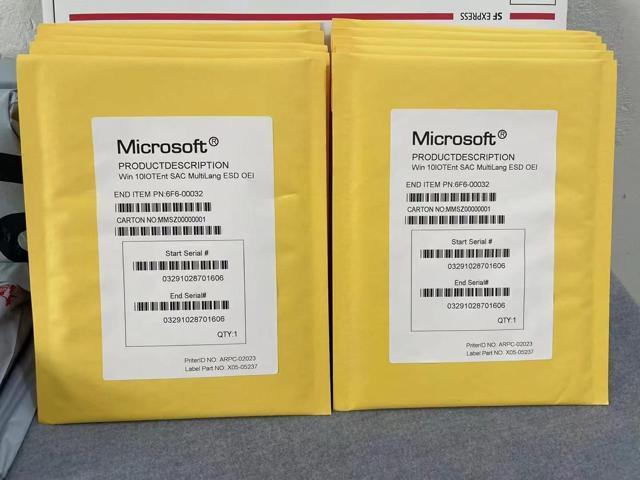 SF EXPRESS
Microsoft®
PRODUCTDESCRIPTION
Win 10IOTEnt SAC MultiLang ESD OEI
END ITEM PN:6F6-00032
CARTON NO:MMSZ00000001
Start Serial #
03291028701606
End Serial#
03291028701606
QTY:1
PriterID NO: ARPC-02023
Label Part NO: X05-05237
Microsoft®
PRODUCTDESCRIPTION
Win 10IOTEnt SAC MultiLang ESD OEI
END ITEM PN:6F6-00032
CARTON NO:MMSZ00000001
Start Serial #
03291028701606
End Serial#
03291028701606
QTY:1
PriterID NO: ARPC-02023
Label Part NO: X05-05237